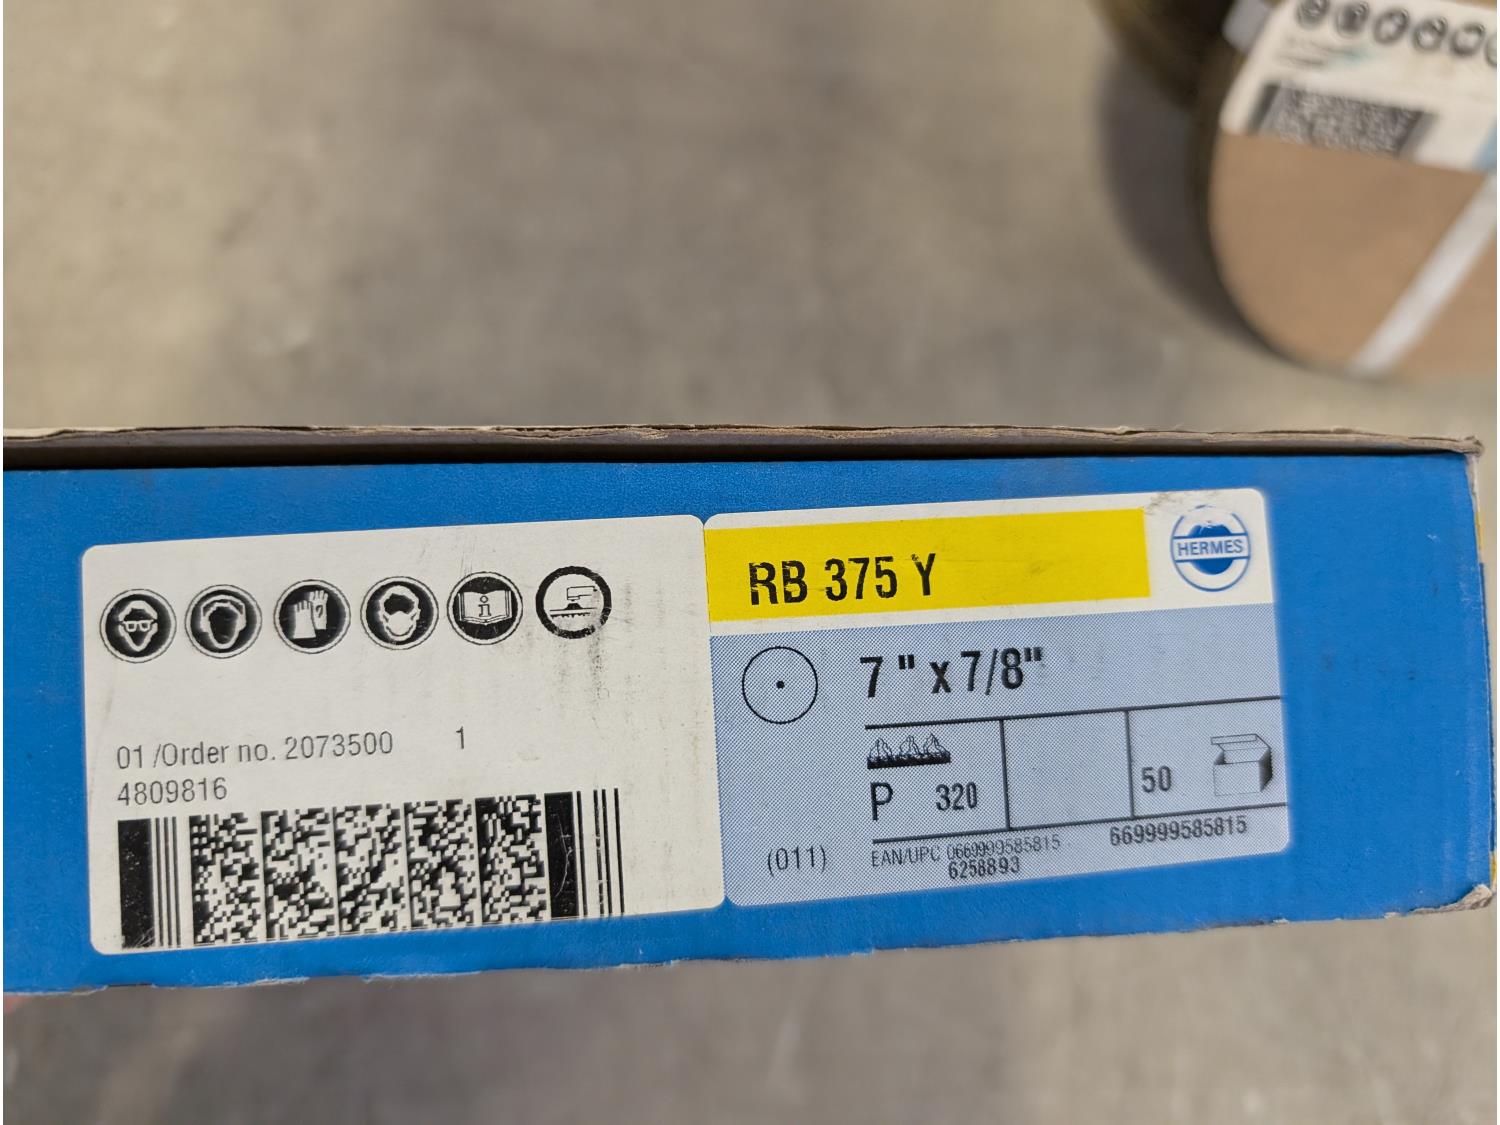 01 /Order no. 2073500 1
4809816
RB 375 Y
HERMES
7 " x 7/8"
P 320
50
(011)
EAN/UPC 0669999585815
6258893
669999585815